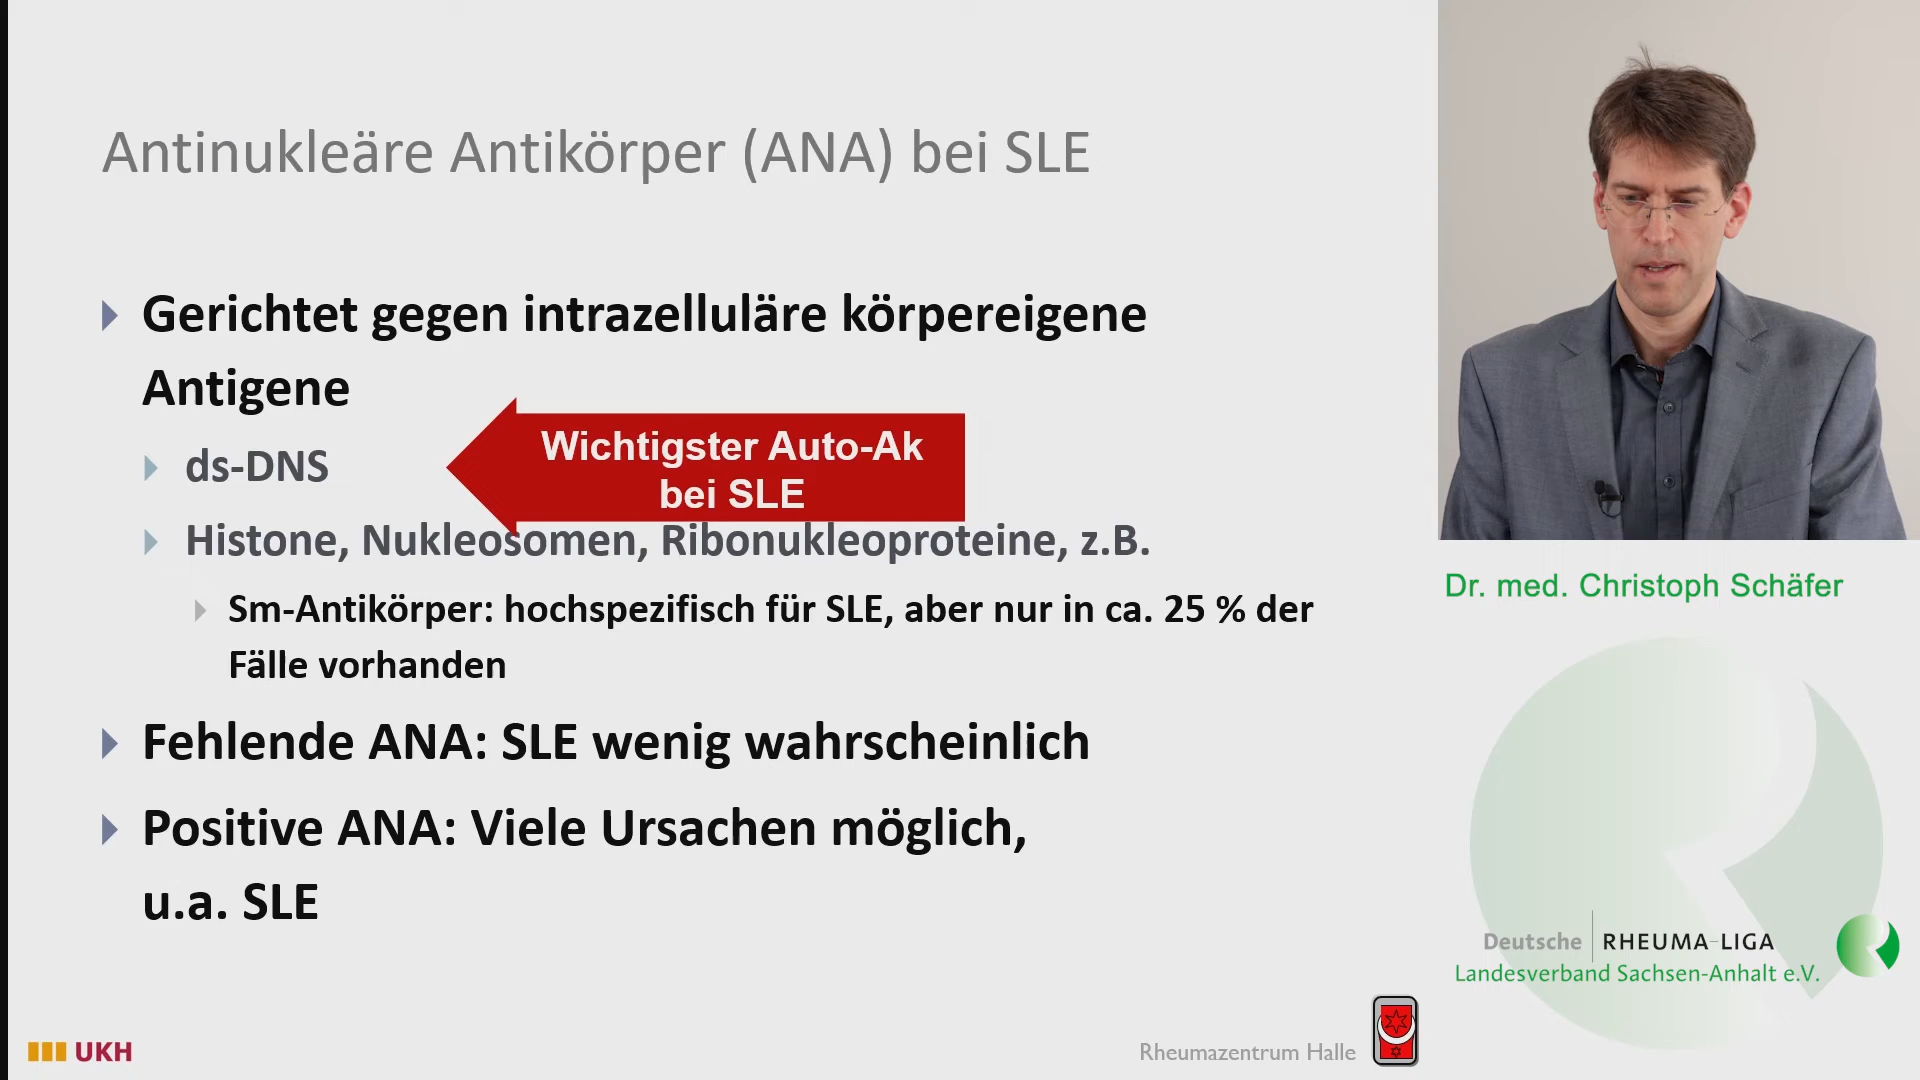 Antinukleäre Antikörper (ANA) bei SLE
Gerichtet gegen intrazelluläre körpereigene
Antigene
ds-DNS
Wichtigster Auto-Ak
bei SLE
Histone, Nukleosomen, Ribonukleoproteine, z.B.
Sm-Antikörper: hochspezifisch für SLE, aber nur in ca. 25 % der
Fälle vorhanden
Fehlende ANA: SLE wenig wahrscheinlich
Positive ANA: Viele Ursachen möglich,
u.a. SLE
UKH
Rheumazentrum Halle
Dr. med. Christoph Schäfer
Deutsche RHEUMA-LIGA
Landesverband Sachsen-Anhalt e.V.